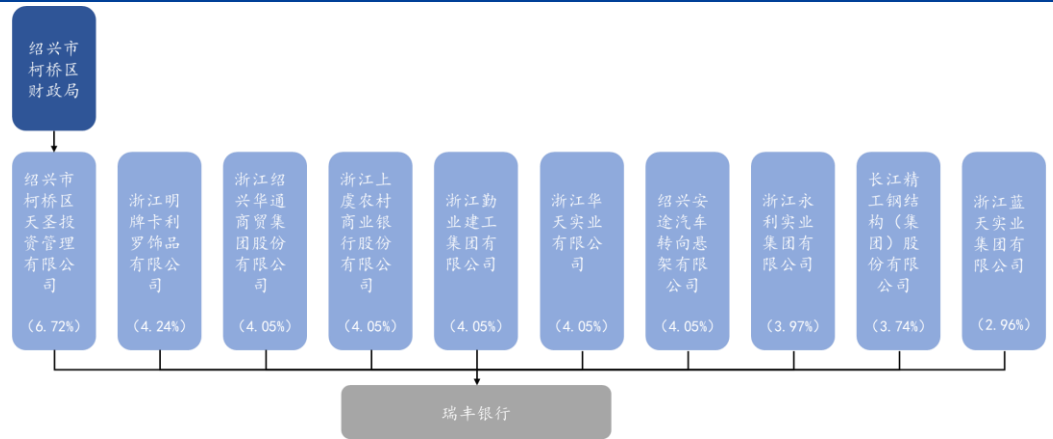 绍兴市
柯桥区
财政局
绍兴市
柯桥区
天圣投
资管理
有限公
司
(6.72%)
浙江明
牌卡利
罗饰品
有限公
司
(4.24%)
浙江绍
兴华通
商贸集
团股份
有限公
司
(4.05%)
浙江上
虞农村
商业银
行股份
有限公
司
(4.05%)
浙江勤
业建工
集团有
限公司
(4.05%)
浙江华
天实业
有限公
司
(4.05%)
绍兴安
途汽车
转向悬
架有限
公司
(4.05%)
浙江永
利实业
集团有
限公司
(3.97%)
长江精
工钢结
构（集
团）股
份有限
公司
(3.74%)
浙江蓝
天实业
集团有
限公司
(2.96%)
瑞丰银行